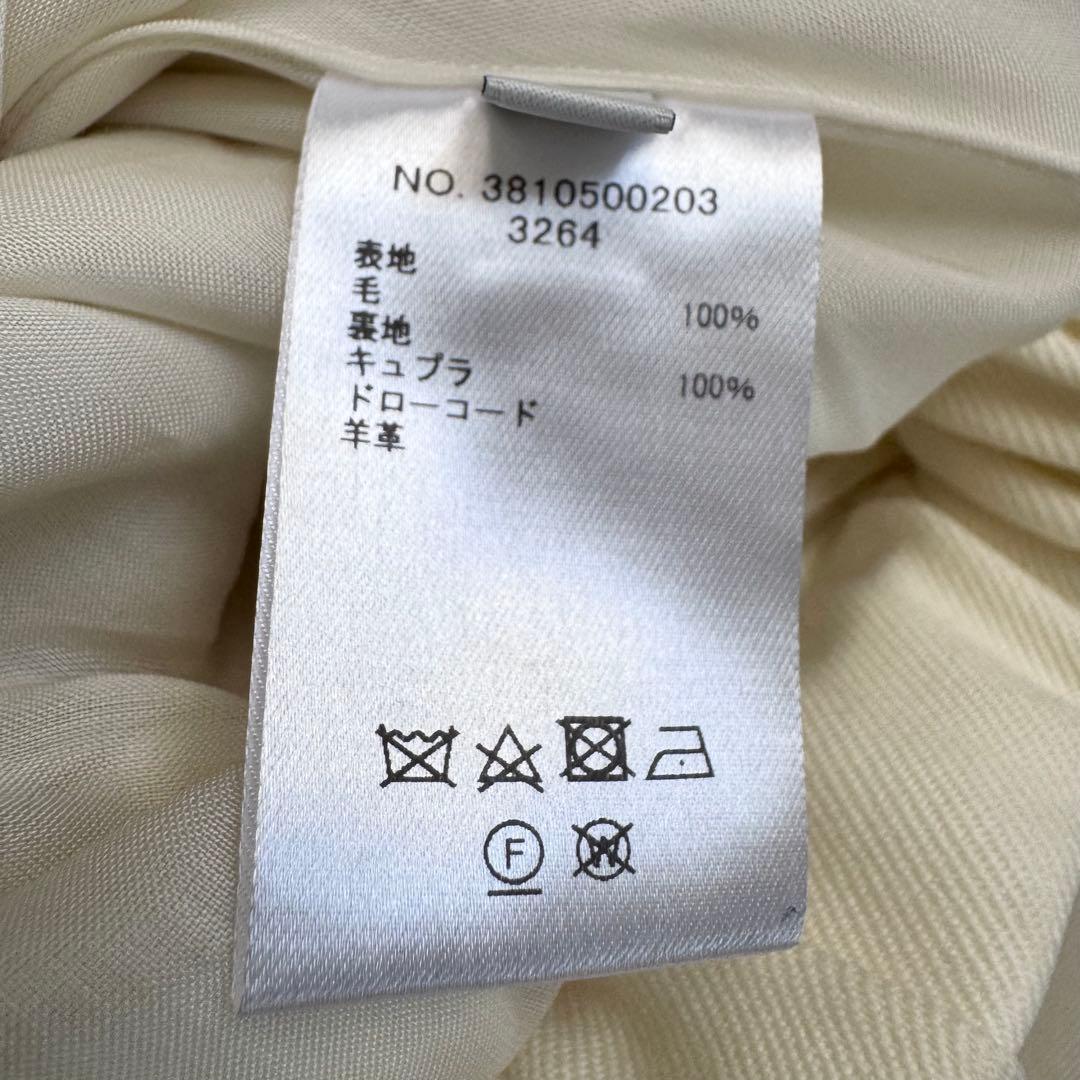 NO. 3810500203
3264
表地
毛 100%
裏地
キュプラ 100%
ドローコード
羊革
F
W